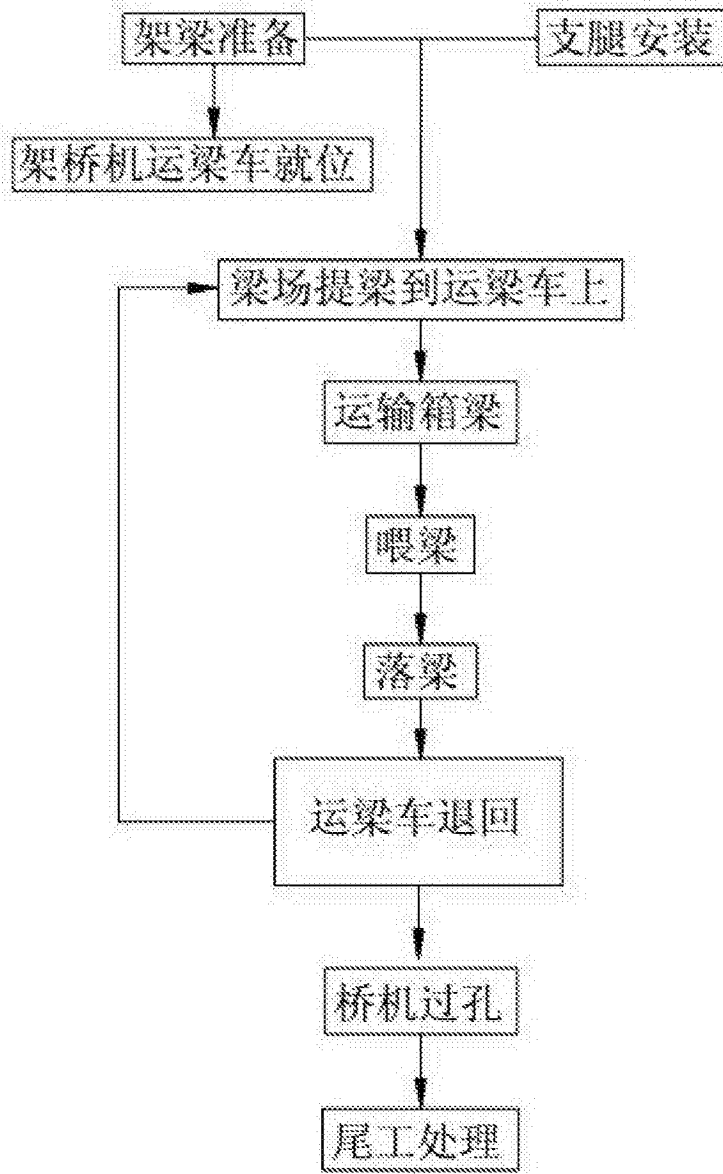 架梁准备
支腿安装
架桥机运梁车就位
梁场提梁到运梁车上
运输箱梁
喂梁
落梁
运梁车退回
桥机过孔
尾工处理